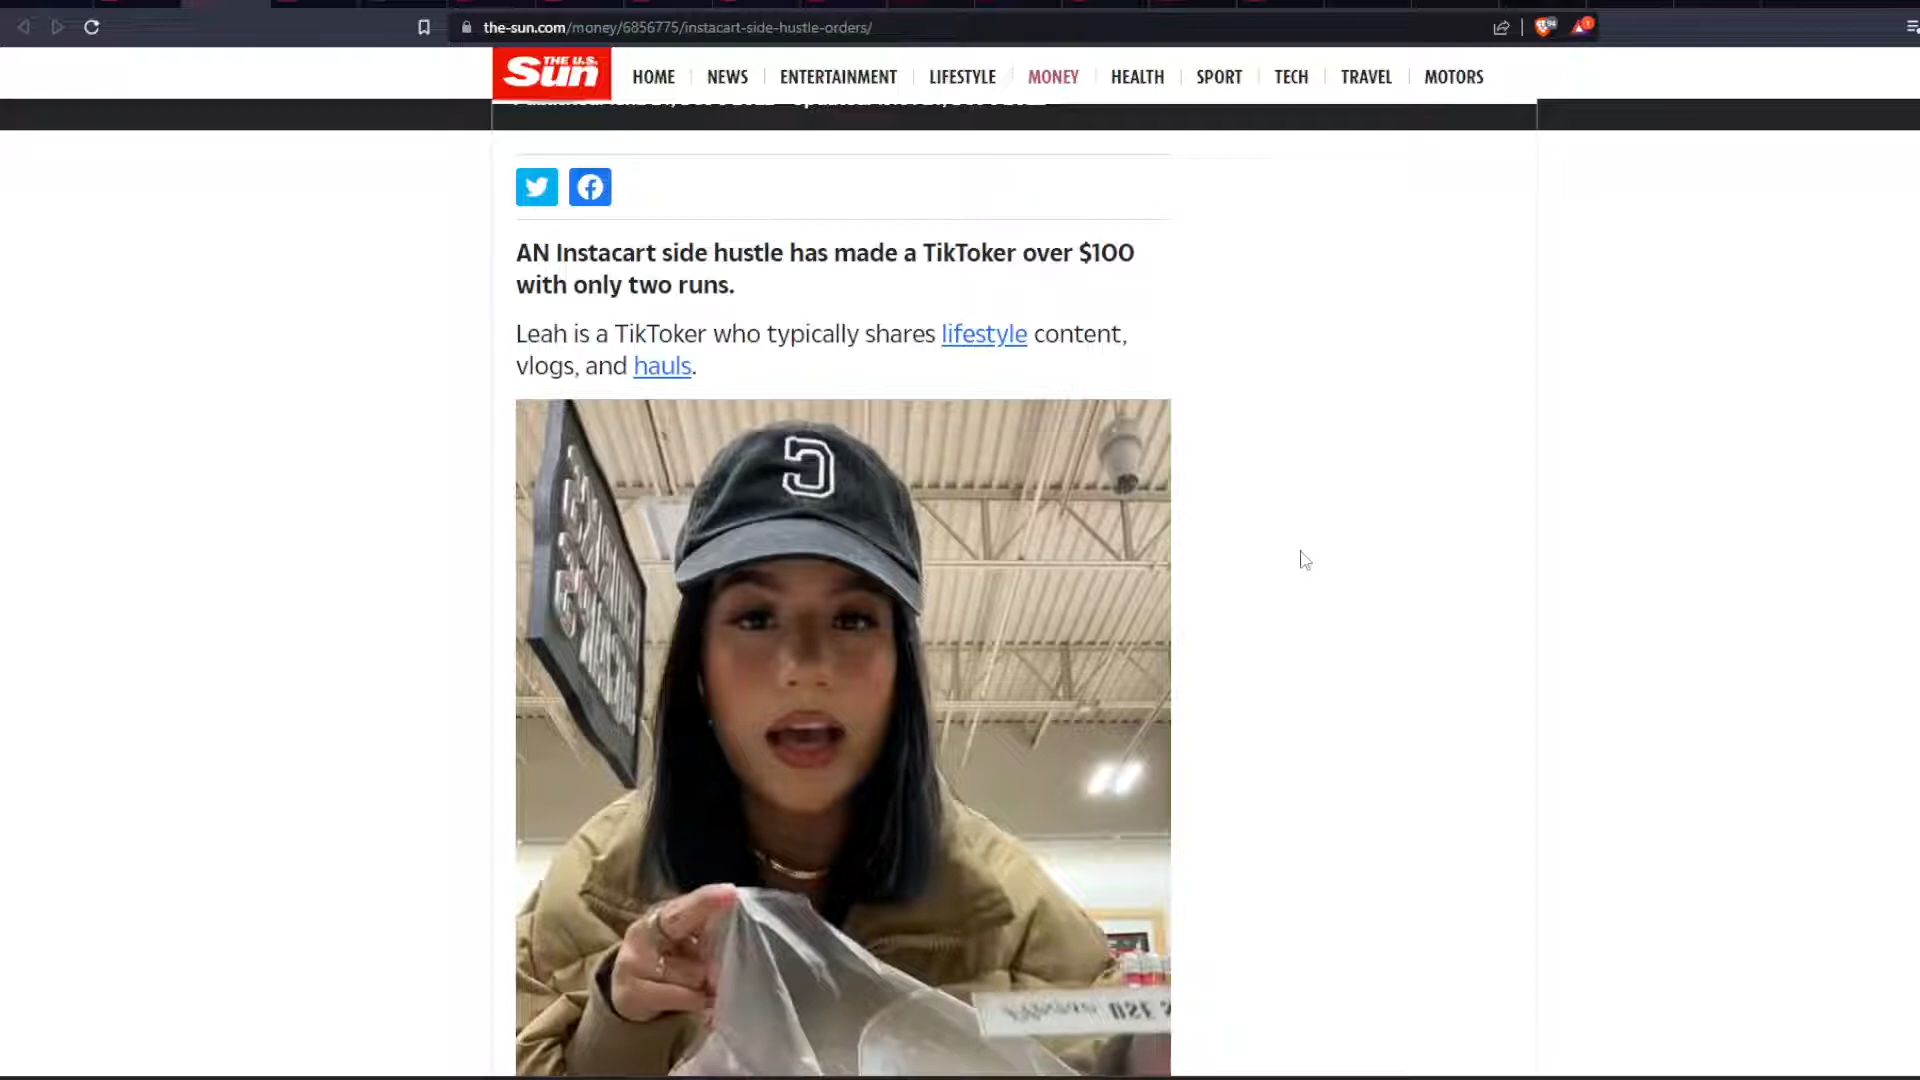 the-sun.com/money/6856775/instacart-side-hustle-orders/
THE U.S. Sun
HOME NEWS ENTERTAINMENT LIFESTYLE MONEY HEALTH SPORT TECH TRAVEL MOTORS
AN Instacart side hustle has made a TikToker over $100
with only two runs.
Leah is a TikToker who typically shares lifestyle content,
vlogs, and hauls.
C
USE